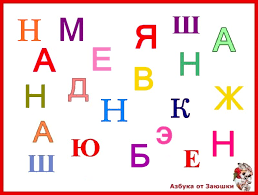 Н М Я Ш А
А Е Н
Н Д В Ж
Н К
А Э Н
Ш Ю Б Е
Азбука от Заюшки